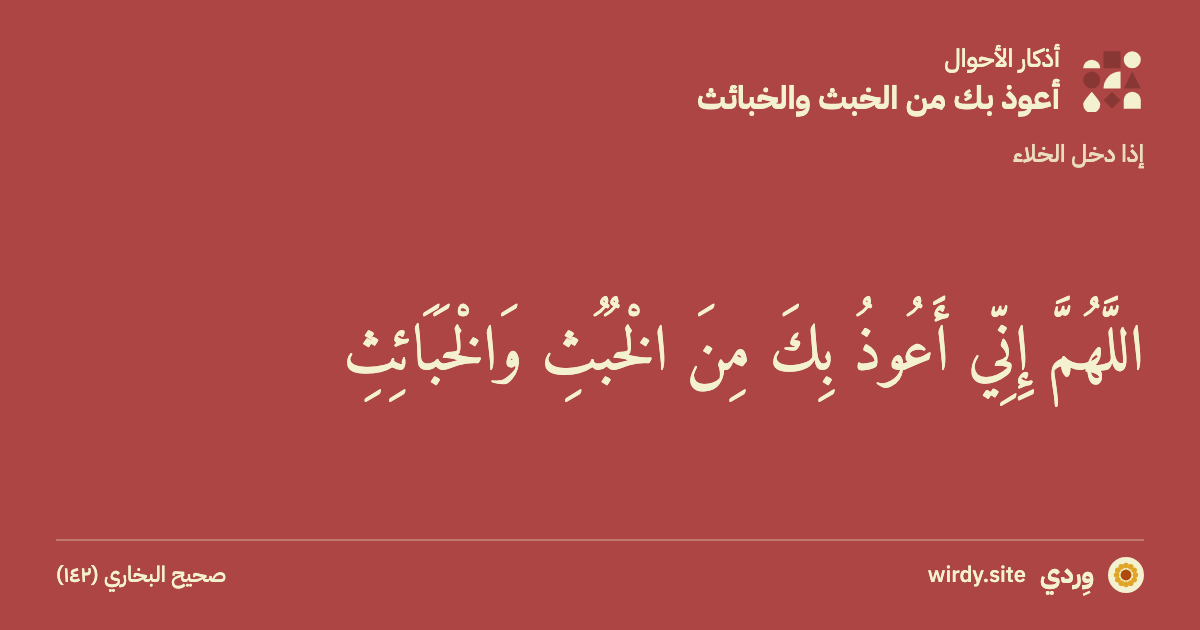 أذكار الأحوال
أعوذ بك من الخبث والخبائث
إذا دخل الخلاء
اللَّهُمَّ إِنِّي أَعُوذُ بِكَ مِنَ الْخُبُثِ وَالْخَبَائِثِ
وِردي wirdy.site
صحيح البخاري (١٤٢)